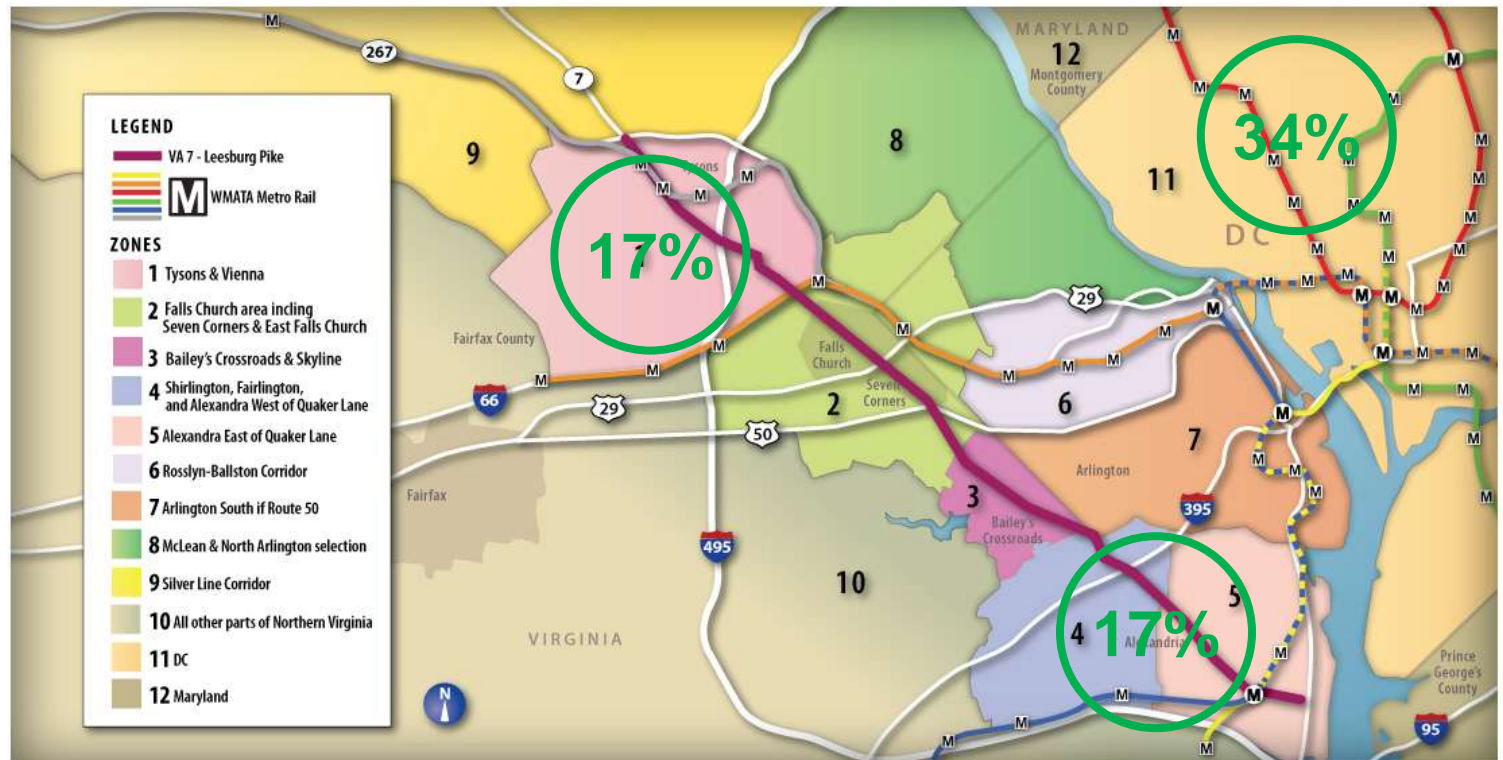 LEGEND
VA 7 - Leesburg Pike
M WMATA Metro Rail
ZONES
1 Tysons & Vienna
2 Falls Church area incling
Seven Corners & East Falls Church
3 Bailey's Crossroads & Skyline
4 Shirlington, Fairlington,
and Alexandra West of Quaker Lane
5 Alexandra East of Quaker Lane
6 Rosslyn-Ballston Corridor
7 Arlington South if Route 50
8 McLean & North Arlington selection
9 Silver Line Corridor
10 All other parts of Northern Virginia
11 DC
12 Maryland
M
267
7
MARYLAND
12
Montgomery
County
34%
9
8
11
DC
Tysons
17%
29
Fairfax County
Falls
Church
Seven
Corners
66
29
50
2
6
7
Arlington
Fairfax
3
Bailey's
Crossroads
395
495
10
VIRGINIA
4
5
17%
Alexandria
N
Prince
George's
County
95